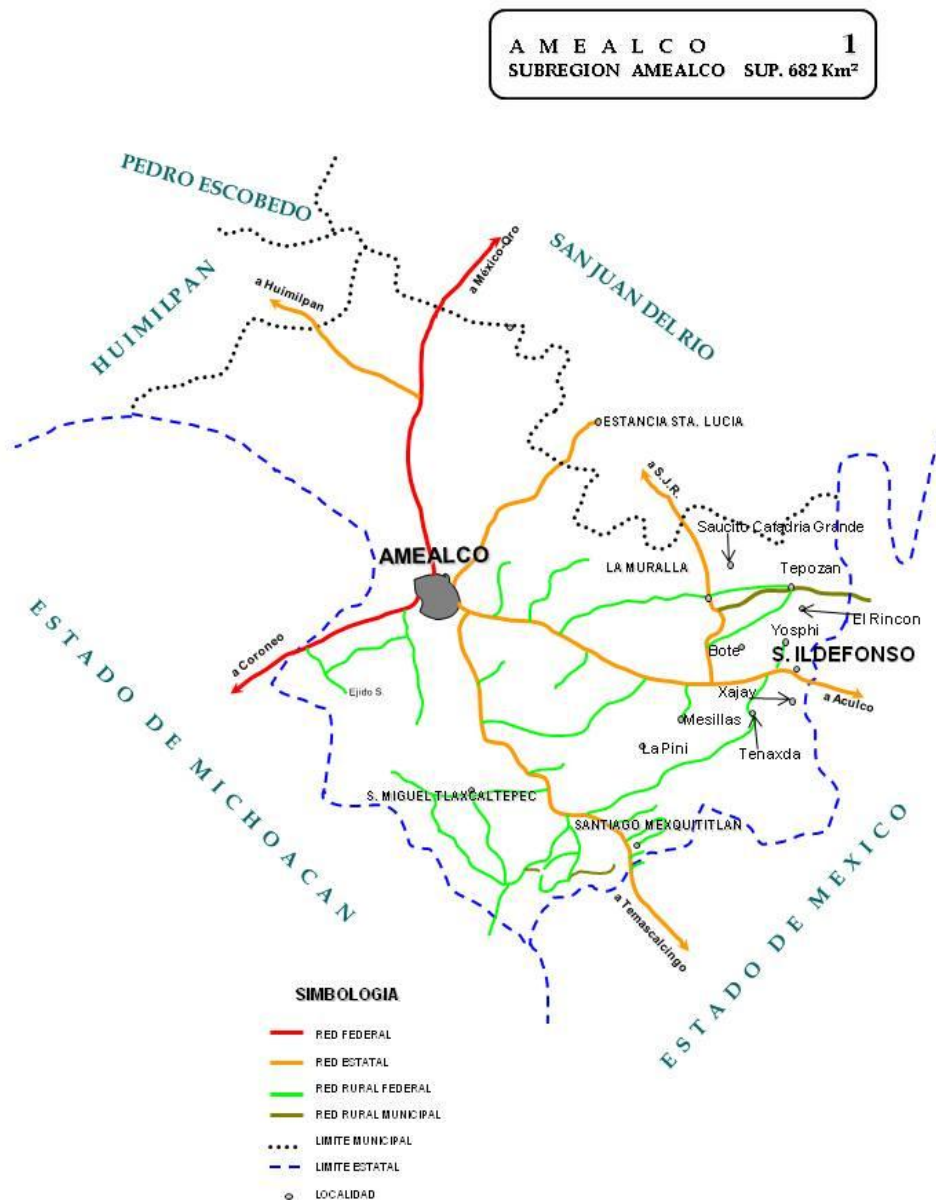 A M E A L C O 1
SUBREGION AMEALCO SUP. 682 Km²
PEDRO ESCOBEDO
HUIMILPAN
SAN JUAN DEL RIO
a Huimilpan
a México-Qro
ESTANCIA STA. LUCIA
a S.J.R.
Saucito Cañadria Grande
AMEALCO
LA MURALLA
Tepozan
El Rincon
Yosphi
Bote
S. ILDEFONSO
a Coroneo
Ejido S.
Xajay
a Aculco
Mesillas
La Pini
Tenaxda
S. MIGUEL TLAXCALTEPEC
SANTIAGO MEXQUITITLAN
a Temascalcingo
ESTADO DE MICHOACAN
ESTADO DE MEXICO
SIMBOLOGIA
RED FEDERAL
RED ESTATAL
RED RURAL FEDERAL
RED RURAL MUNICIPAL
LIMITE MUNICIPAL
LIMITE ESTATAL
LOCALIDAD